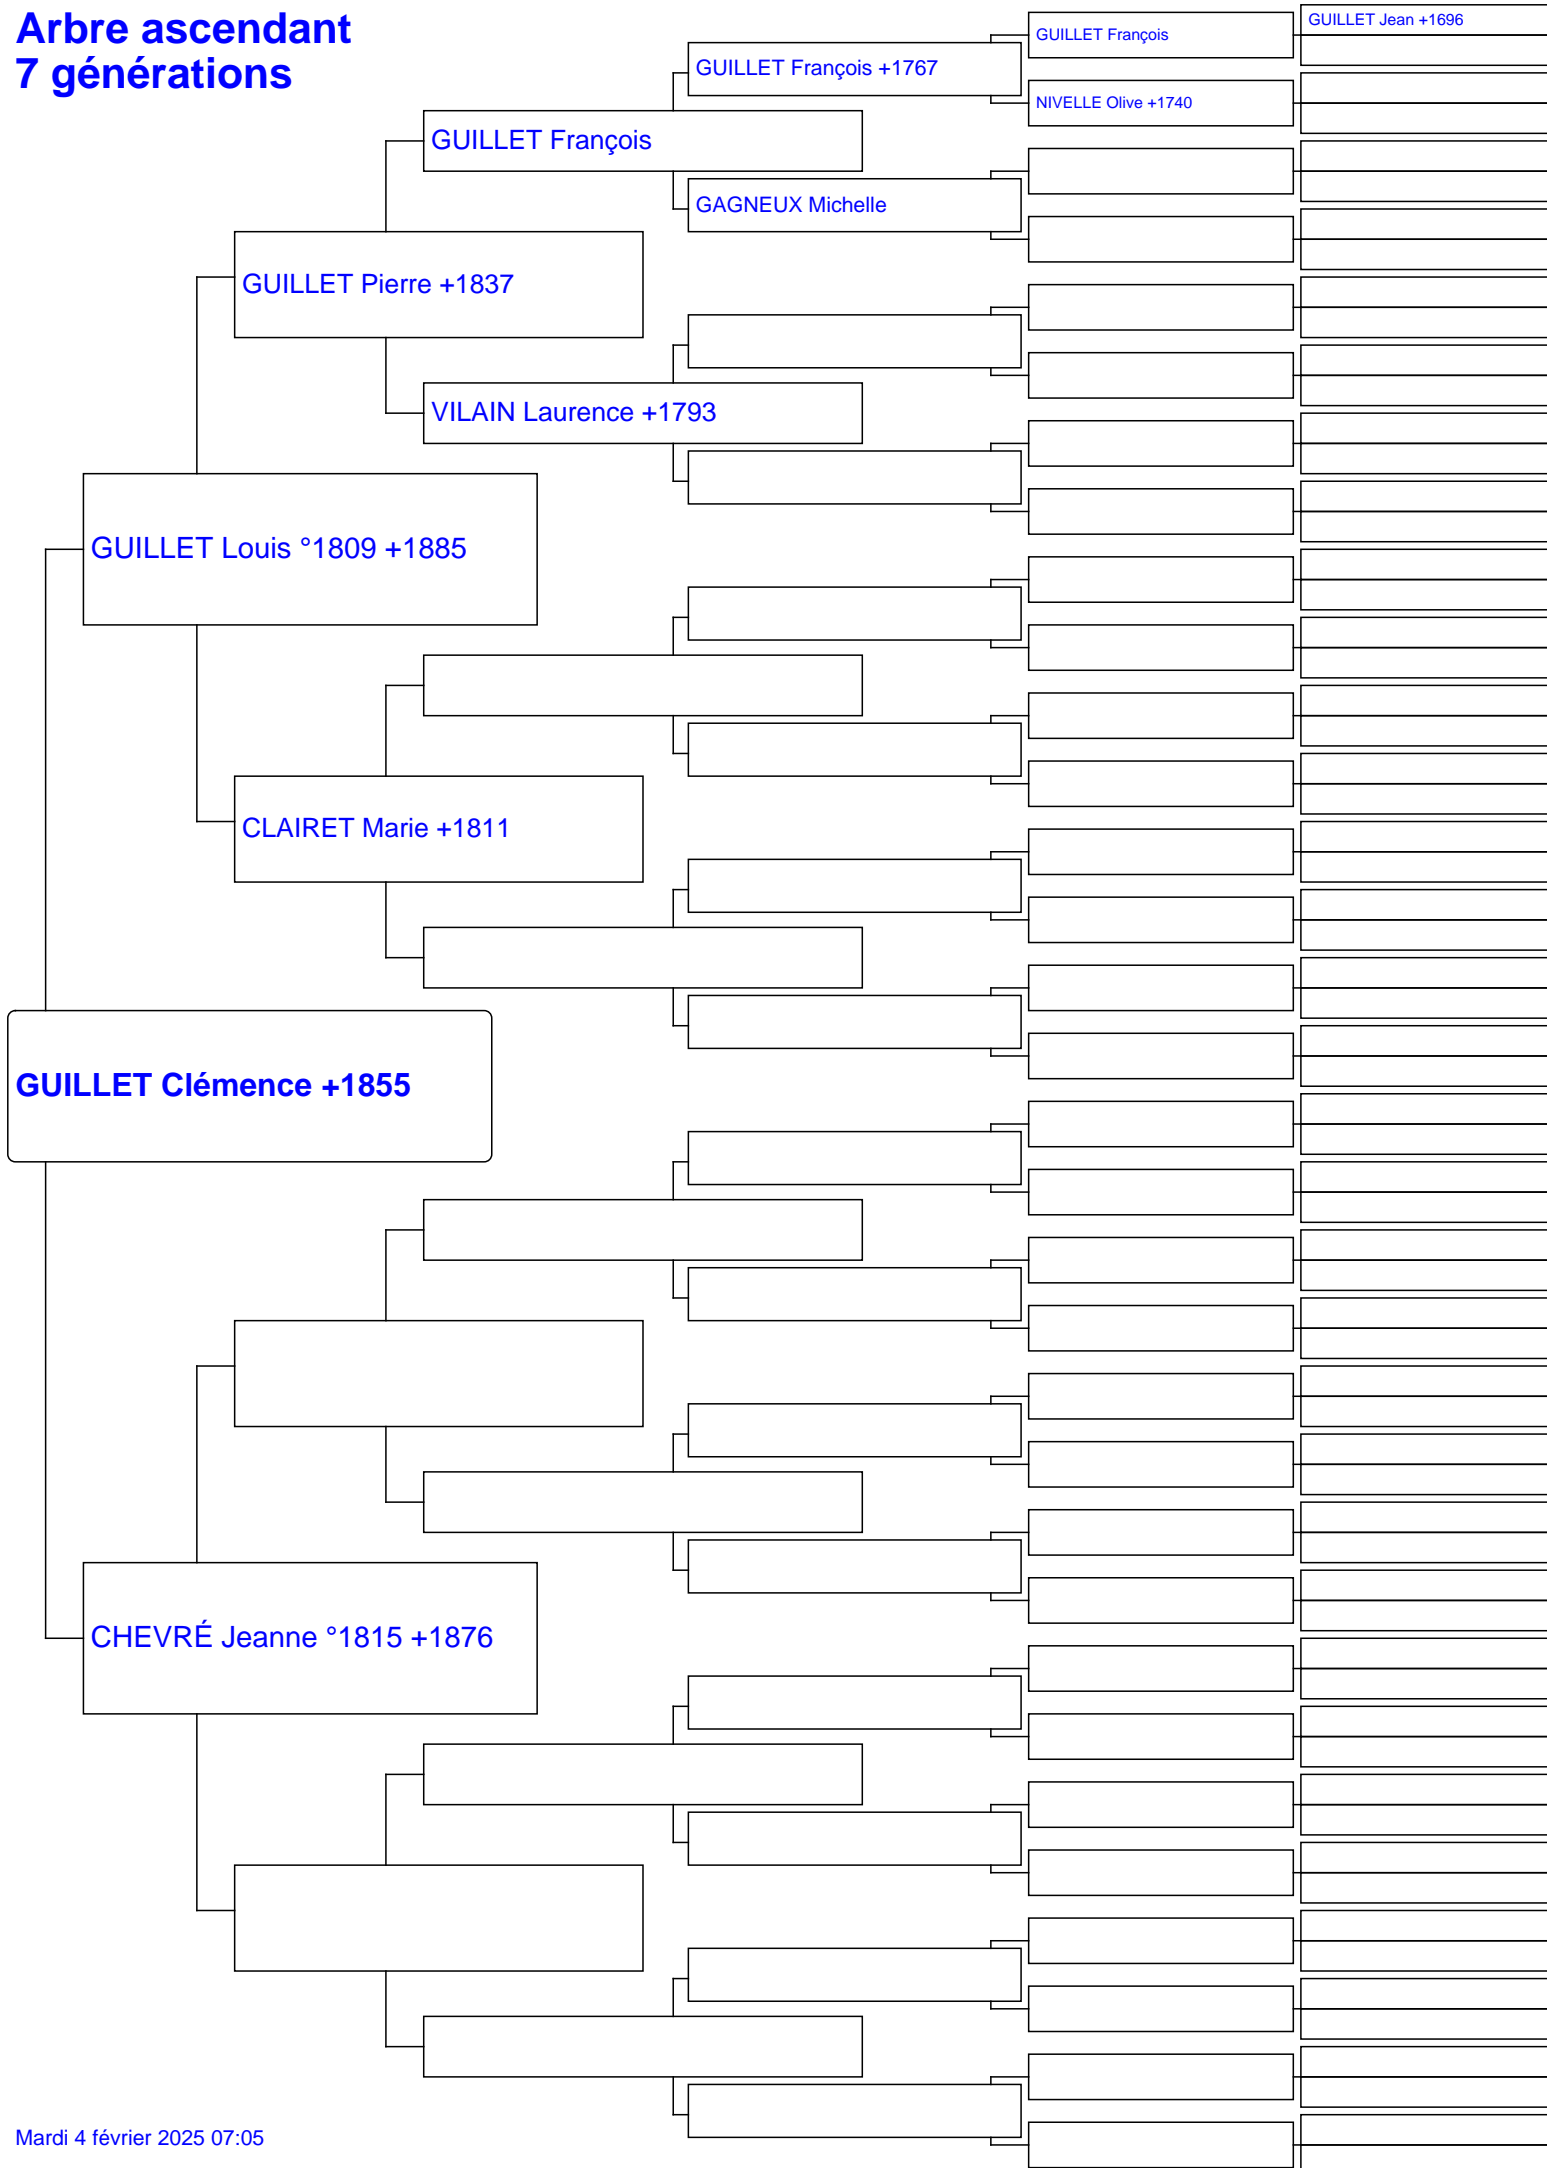 Arbre ascendant
7 générations
GUILLET François
GUILLET Jean +1696
GUILLET François +1767
NIVELLE Olive +1740
GUILLET François
GAGNEUX Michelle
GUILLET Pierre +1837
VILAIN Laurence +1793
GUILLET Louis °1809 +1885
CLAIRET Marie +1811
GUILLET Clémence +1855
CHEVRÉ Jeanne °1815 +1876
Mardi 4 février 2025 07:05